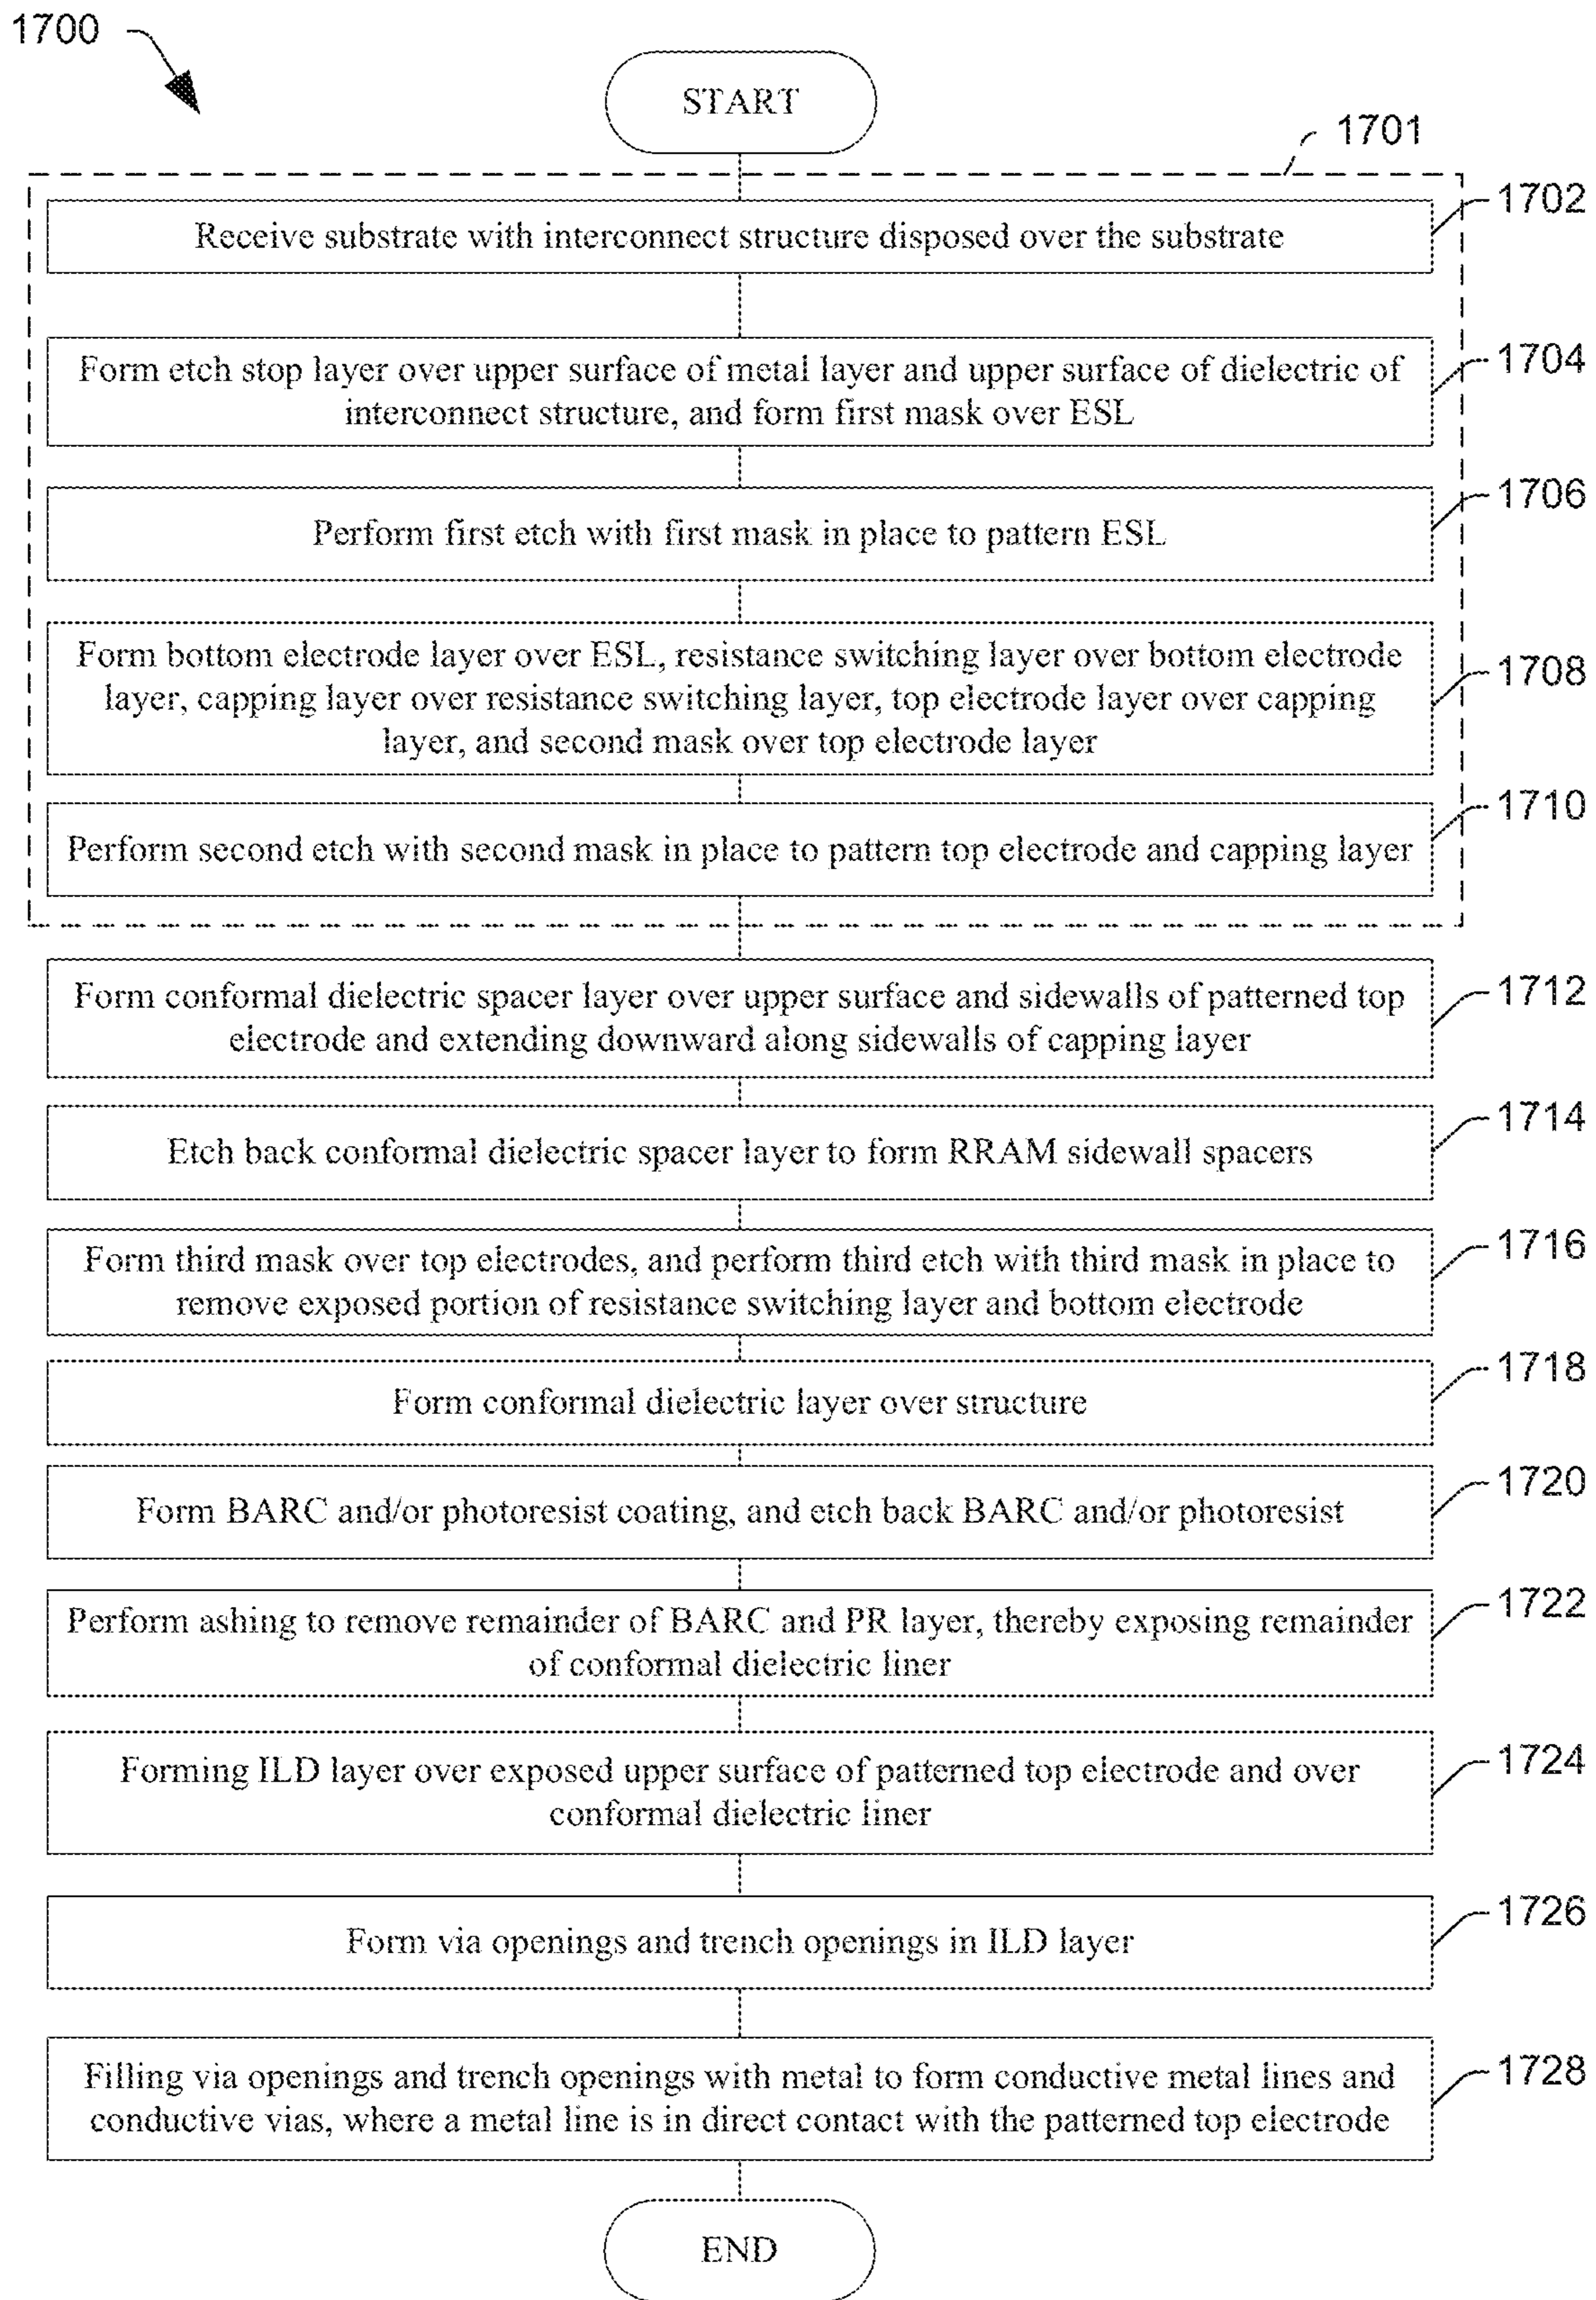 1700
START
1701
Receive substrate with interconnect structure disposed over the substrate
1702
Form etch stop layer over upper surface of metal layer and upper surface of dielectric of
interconnect structure, and form first mask over ESL
1704
Perform first etch with first mask in place to pattern ESL
1706
Form bottom electrode layer over ESL, resistance switching layer over bottom electrode
layer, capping layer over resistance switching layer, top electrode layer over capping
layer, and second mask over top electrode layer
1708
Perform second etch with second mask in place to pattern top electrode and capping layer
1710
Form conformal dielectric spacer layer over upper surface and sidewalls of patterned top
electrode and extending downward along sidewalls of capping layer
1712
Etch back conformal dielectric spacer layer to form RRAM sidewall spacers
1714
Form third mask over top electrodes, and perform third etch with third mask in place to
remove exposed portion of resistance switching layer and bottom electrode
1716
Form conformal dielectric layer over structure
1718
Form BARC and/or photoresist coating, and etch back BARC and/or photoresist
1720
Perform ashing to remove remainder of BARC and PR layer, thereby exposing remainder
of conformal dielectric liner
1722
Forming ILD layer over exposed upper surface of patterned top electrode and over
conformal dielectric liner
1724
Form via openings and trench openings in ILD layer
1726
Filling via openings and trench openings with metal to form conductive metal lines and
conductive vias, where a metal line is in direct contact with the patterned top electrode
1728
END